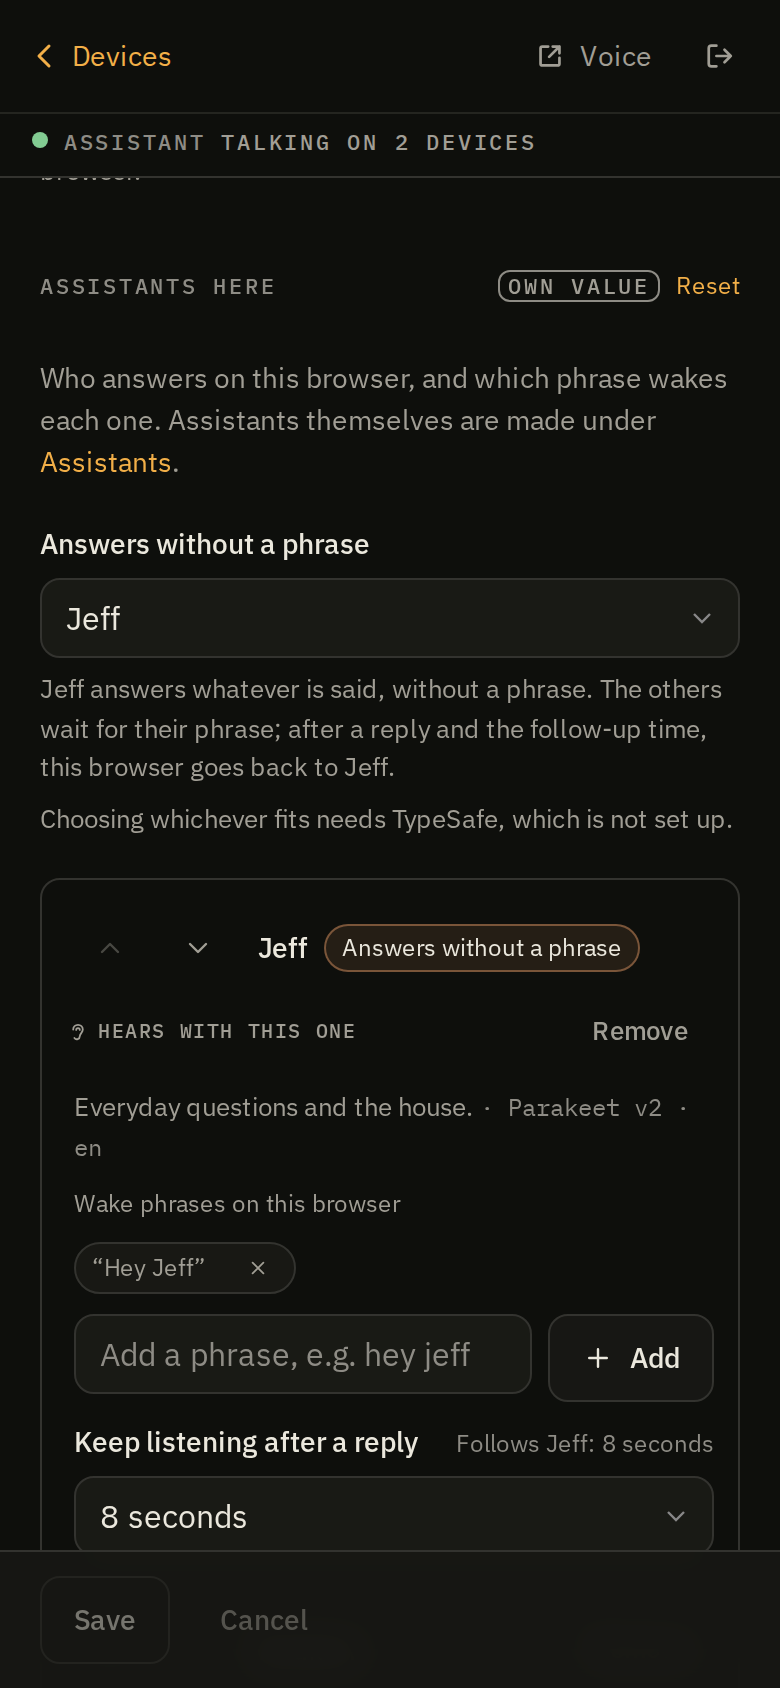 Devices
Voice
ASSISTANT TALKING ON 2 DEVICES
ASSISTANTS HERE
OWN VALUE
Reset
Who answers on this browser, and which phrase wakes
each one. Assistants themselves are made under
Assistants.
Answers without a phrase
Jeff
Jeff answers whatever is said, without a phrase. The others
wait for their phrase; after a reply and the follow-up time,
this browser goes back to Jeff.
Choosing whichever fits needs TypeSafe, which is not set up.
Jeff
Answers without a phrase
HEARS WITH THIS ONE
Remove
Everyday questions and the house. · Parakeet v2 ·
en
Wake phrases on this browser
“Hey Jeff”
Add a phrase, e.g. hey jeff
Add
Keep listening after a reply
Follows Jeff: 8 seconds
8 seconds
Save
Cancel